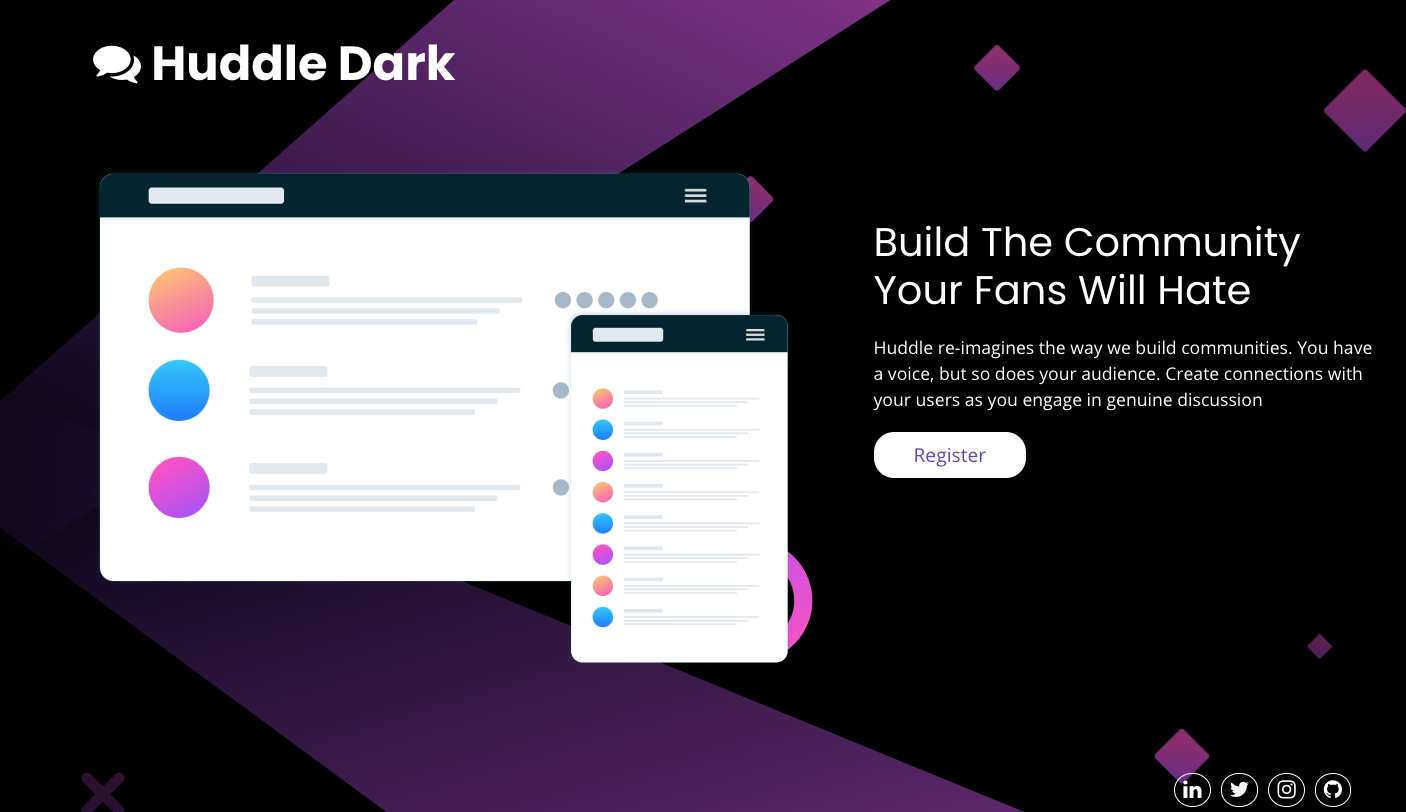 Huddle Dark
Build The Community
Your Fans Will Hate
Huddle re-imagines the way we build communities. You have
a voice, but so does your audience. Create connections with
your users as you engage in genuine discussion
Register
in